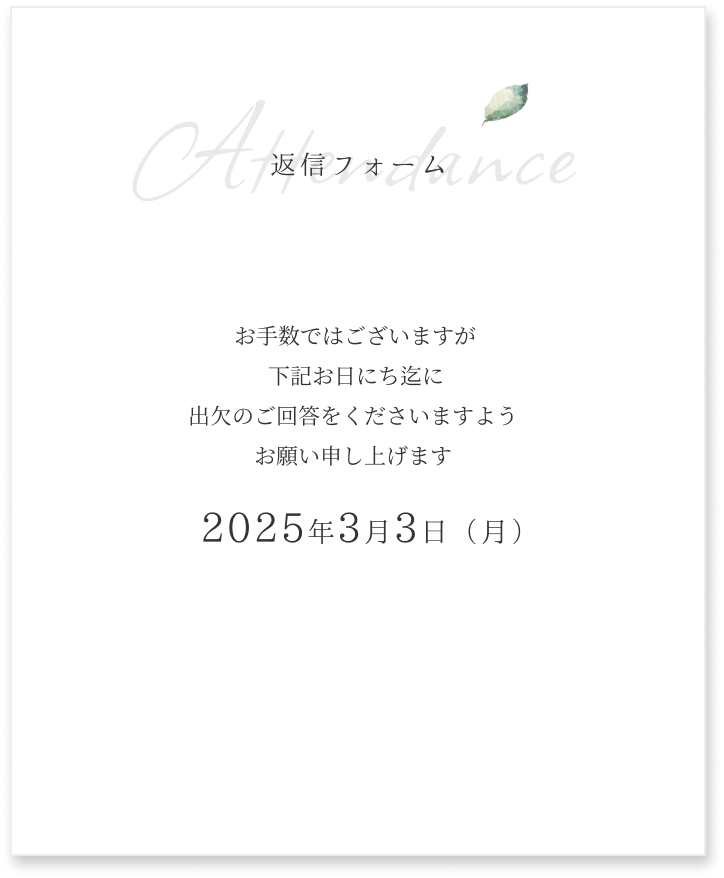 Attendance
返信フォーム
お手数ではございますが
下記お日にち迄に
出欠のご回答をくださいますよう
お願い申し上げます
2025年3月3日（月）